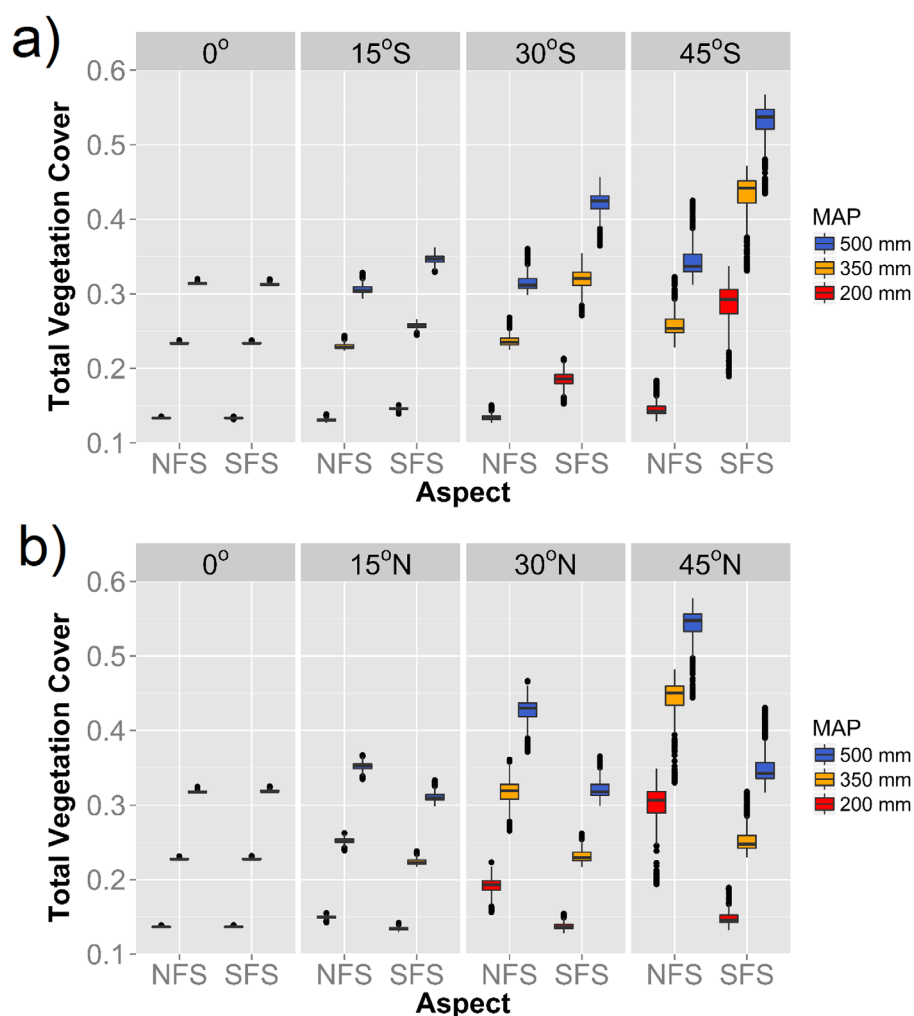 a)
0° 15°S 30°S 45°S
0.6
0.5
0.4
0.3
0.2
0.1
Total Vegetation Cover
NFS SFS NFS SFS NFS SFS NFS SFS
Aspect
MAP
500 mm
350 mm
200 mm
b)
0° 15°N 30°N 45°N
0.6
0.5
0.4
0.3
0.2
0.1
Total Vegetation Cover
NFS SFS NFS SFS NFS SFS NFS SFS
Aspect
MAP
500 mm
350 mm
200 mm